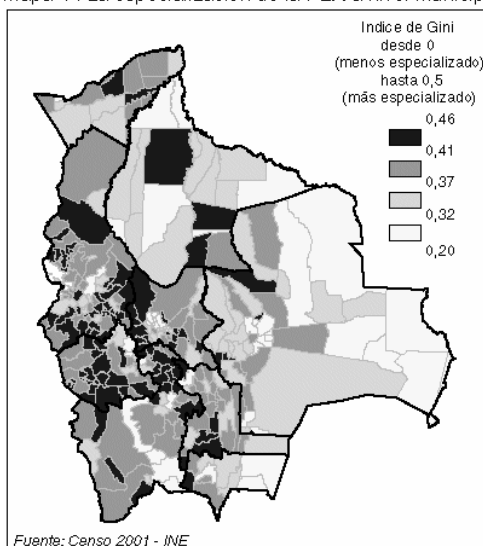 Indice de Gini
desde 0
(menos especializado)
hasta 0,5
(más especializado)
0,46
0,41
0,37
0,32
0,20
Fuente: Censo 2001 - INE